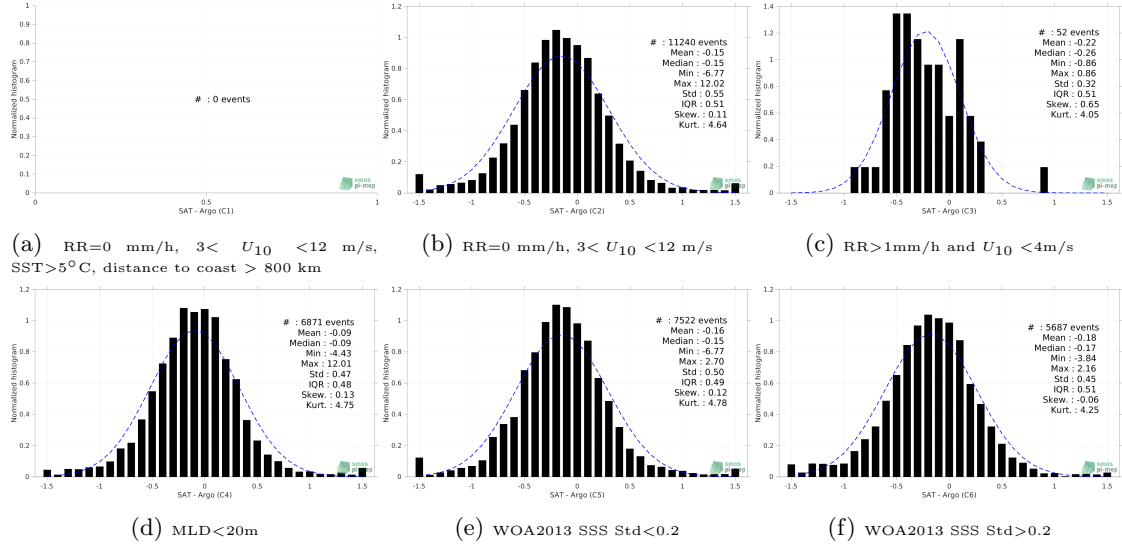 1
0.9
0.8
0.7
0.6
0.5
0.4
0.3
0.2
0.1
0
Normalized histogram
# : 0 events
0 0.5 1
SAT - Argo (C1)
smos
pi-mep
(a) RR=0 mm/h, 3< U10 <12 m/s,
SST>5°C, distance to coast > 800 km
1.2
1
0.8
0.6
0.4
0.2
0
Normalized histogram
# : 11240 events
Mean : -0.15
Median : -0.15
Min : -6.77
Max : 12.02
Std : 0.55
IQR : 0.51
Skew. : 0.11
Kurt. : 4.64
-1.5 -1 -0.5 0 0.5 1 1.5
SAT - Argo (C2)
smos
pi-mep
(b) RR=0 mm/h, 3< U10 <12 m/s
1.4
1.2
1
0.8
0.6
0.4
0.2
0
Normalized histogram
# : 52 events
Mean : -0.22
Median : -0.26
Min : -0.86
Max : 0.86
Std : 0.32
IQR : 0.51
Skew. : 0.65
Kurt. : 4.05
-1.5 -1 -0.5 0 0.5 1 1.5
SAT - Argo (C3)
smos
pi-mep
(c) RR>1mm/h and U10 <4m/s
1.2
1
0.8
0.6
0.4
0.2
0
Normalized histogram
# : 6871 events
Mean : -0.09
Median : -0.09
Min : -4.43
Max : 12.01
Std : 0.47
IQR : 0.48
Skew. : 0.13
Kurt. : 4.75
-1.5 -1 -0.5 0 0.5 1 1.5
SAT - Argo (C4)
smos
pi-mep
(d) MLD<20m
1.2
1
0.8
0.6
0.4
0.2
0
Normalized histogram
# : 7522 events
Mean : -0.16
Median : -0.15
Min : -6.77
Max : 2.70
Std : 0.50
IQR : 0.49
Skew. : 0.12
Kurt. : 4.78
-1.5 -1 -0.5 0 0.5 1 1.5
SAT - Argo (C5)
smos
pi-mep
(e) WOA2013 SSS Std<0.2
1.2
1
0.8
0.6
0.4
0.2
0
Normalized histogram
# : 5687 events
Mean : -0.18
Median : -0.17
Min : -3.84
Max : 2.16
Std : 0.45
IQR : 0.51
Skew. : -0.06
Kurt. : 4.25
-1.5 -1 -0.5 0 0.5 1 1.5
SAT - Argo (C6)
smos
pi-mep
(f) WOA2013 SSS Std>0.2